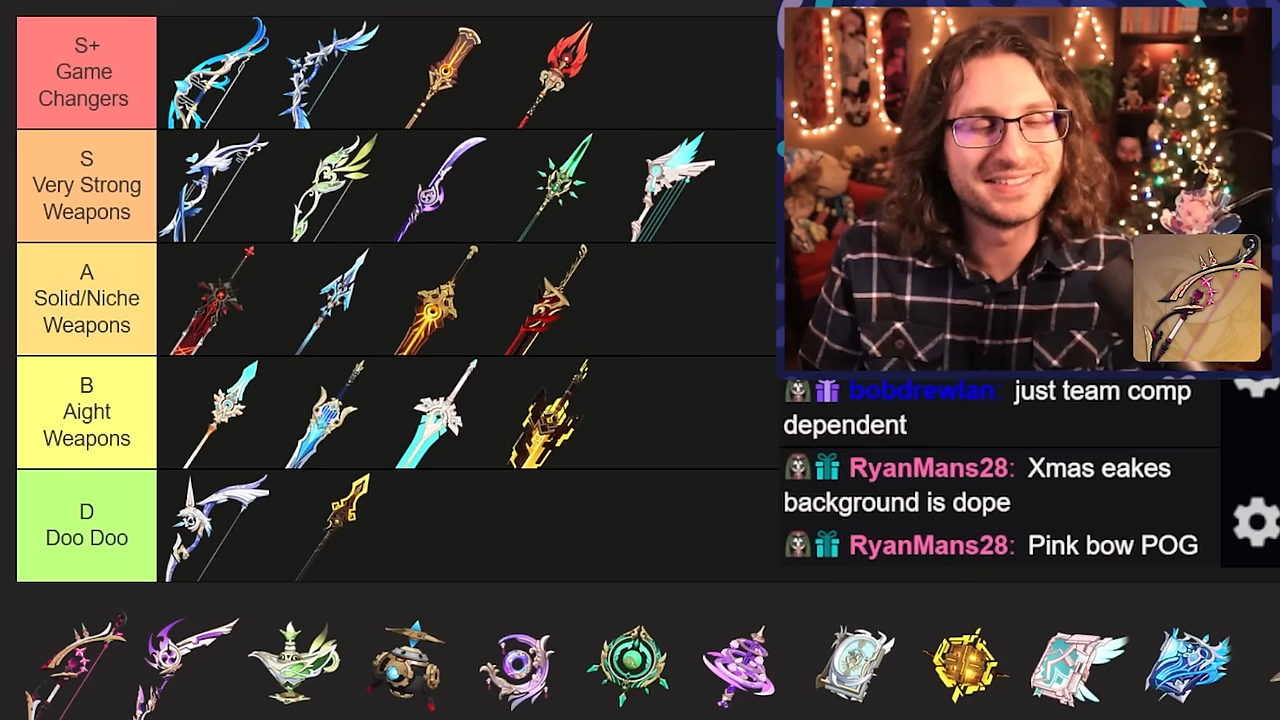 S+
Game
Changers
S
Very Strong
Weapons
A
Solid/Niche
Weapons
B
Aight
Weapons
D
Doo Doo
bobdrewlan: just team comp
dependent
RyanMans28: Xmas eakes
background is dope
RyanMans28: Pink bow POG